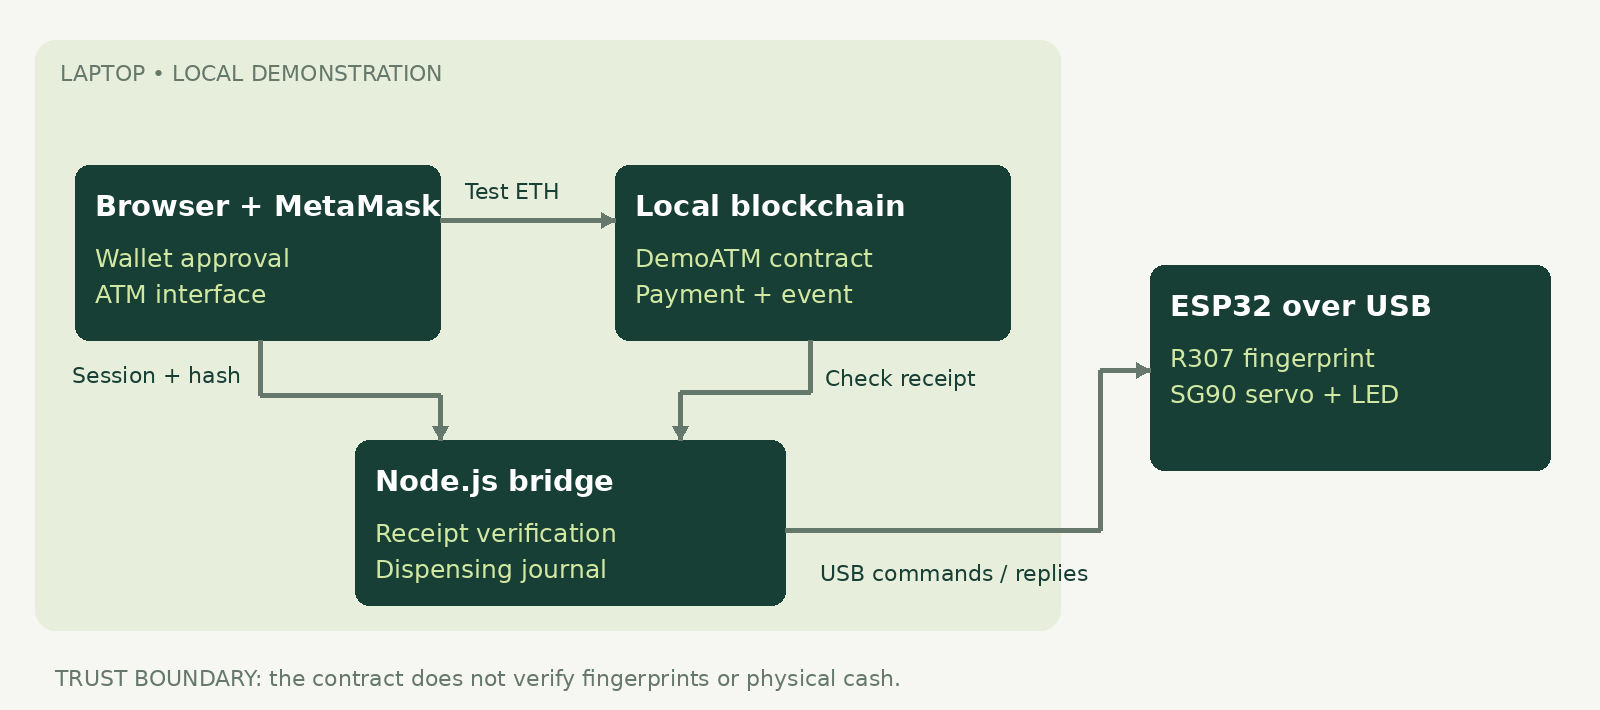 LAPTOP • LOCAL DEMONSTRATION
Browser + MetaMask
Wallet approval
ATM interface
Test ETH
Local blockchain
DemoATM contract
Payment + event
ESP32 over USB
R307 fingerprint
SG90 servo + LED
Session + hash
Check receipt
Node.js bridge
Receipt verification
Dispensing journal
USB commands / replies
TRUST BOUNDARY: the contract does not verify fingerprints or physical cash.